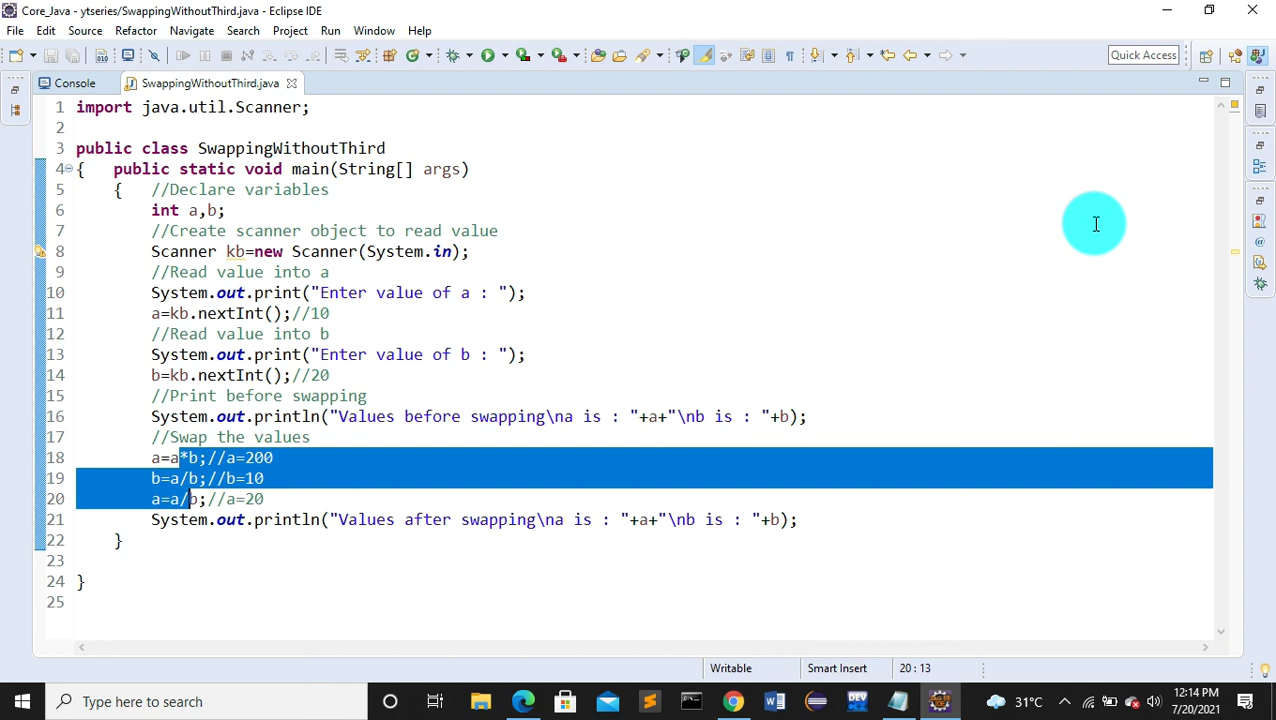 Core_Java - ytseries/SwappingWithoutThird.java - Eclipse IDE
File Edit Source Refactor Navigate Search Project Run Window Help
Quick Access
Console SwappingWithoutThird.java
1 import java.util.Scanner;
2
3 public class SwappingWithoutThird
4 { public static void main(String[] args)
5 { //Declare variables
6 int a,b;
7 //Create scanner object to read value
8 Scanner kb=new Scanner(System.in);
9 //Read value into a
10 System.out.print("Enter value of a : ");
11 a=kb.nextInt();//10
12 //Read value into b
13 System.out.print("Enter value of b : ");
14 b=kb.nextInt();//20
15 //Print before swapping
16 System.out.println("Values before swapping\na is : "+a+"\nb is : "+b);
17 //Swap the values
18 a=a*b;//a=200
19 b=a/b;//b=10
20 a=a/b;//a=20
21 System.out.println("Values after swapping\na is : "+a+"\nb is : "+b);
22 }
23
24 }
25
Writable Smart Insert 20 : 13
Type here to search
31°C
12:14 PM
7/20/2021